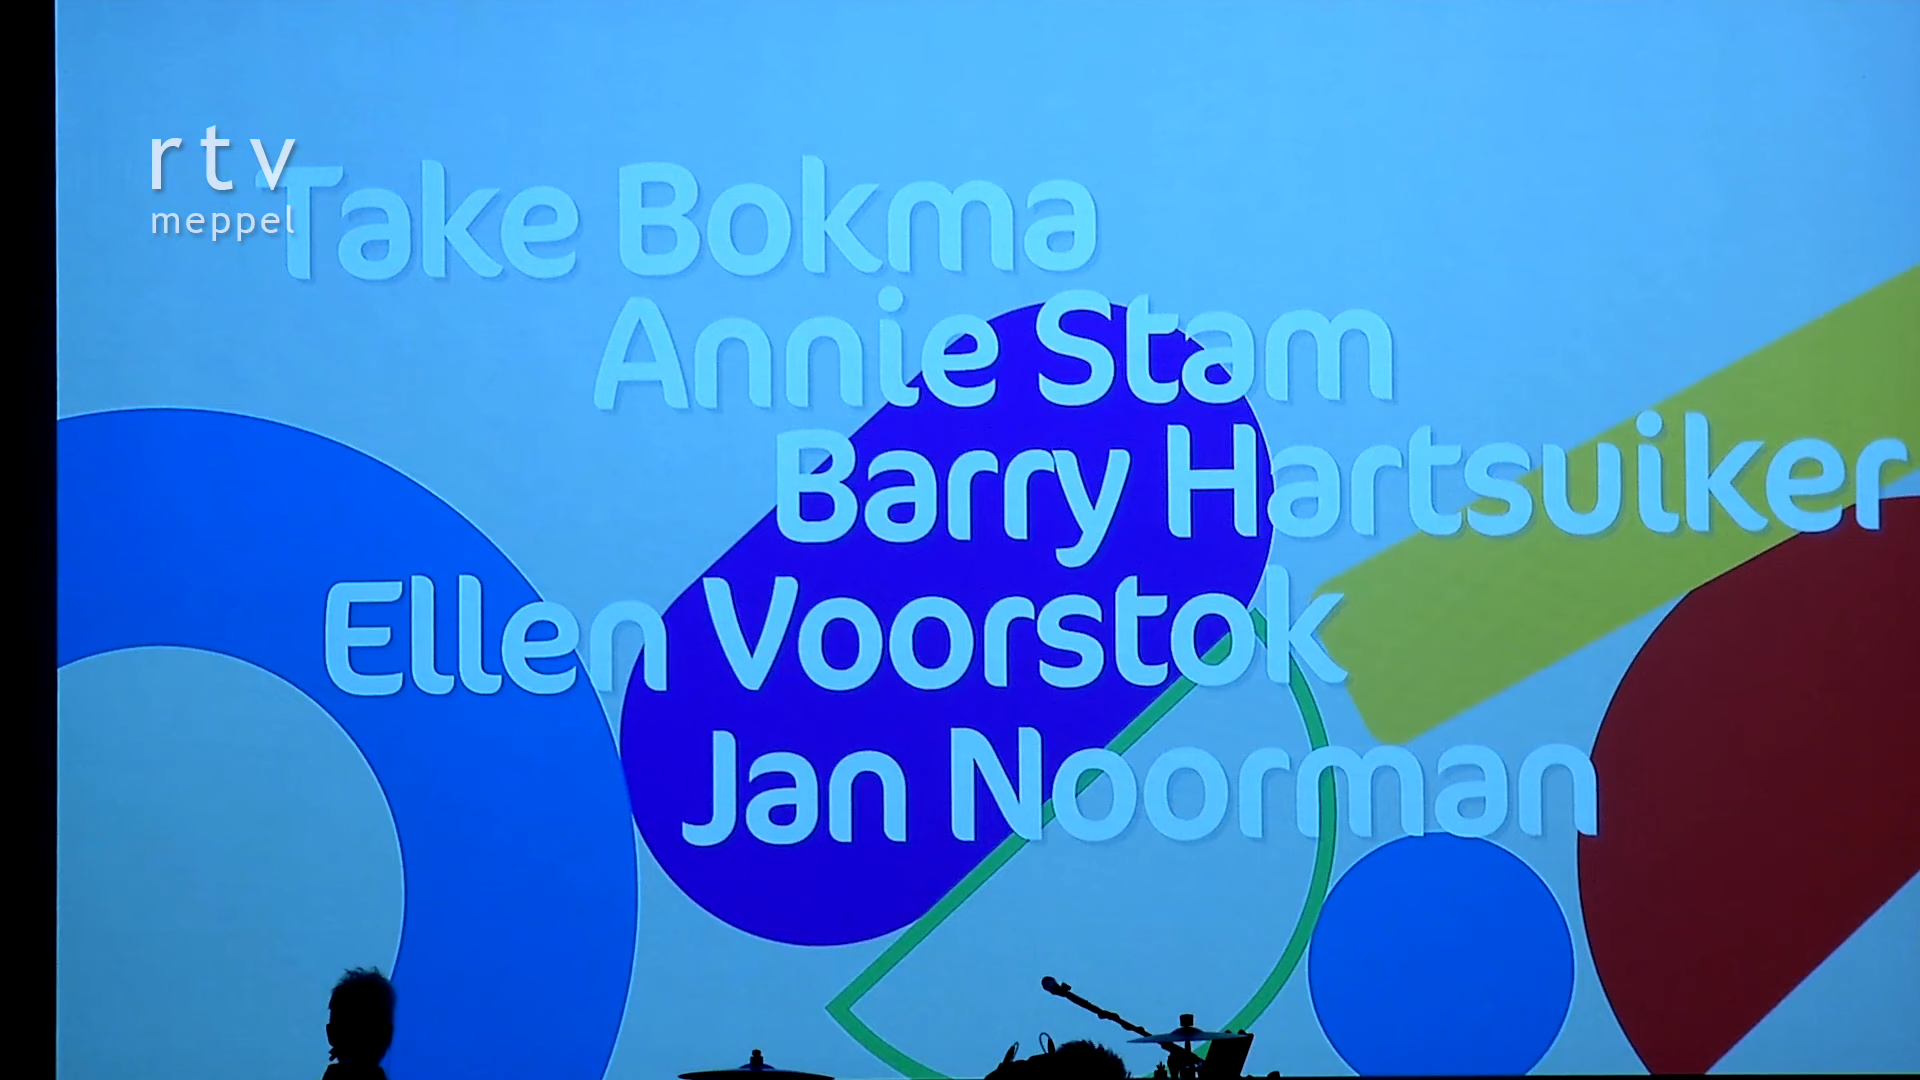 rtv
meppel
Take Bokma
Annie Stam
Barry Hartsuiker
Ellen Voorstok
Jan Noorman